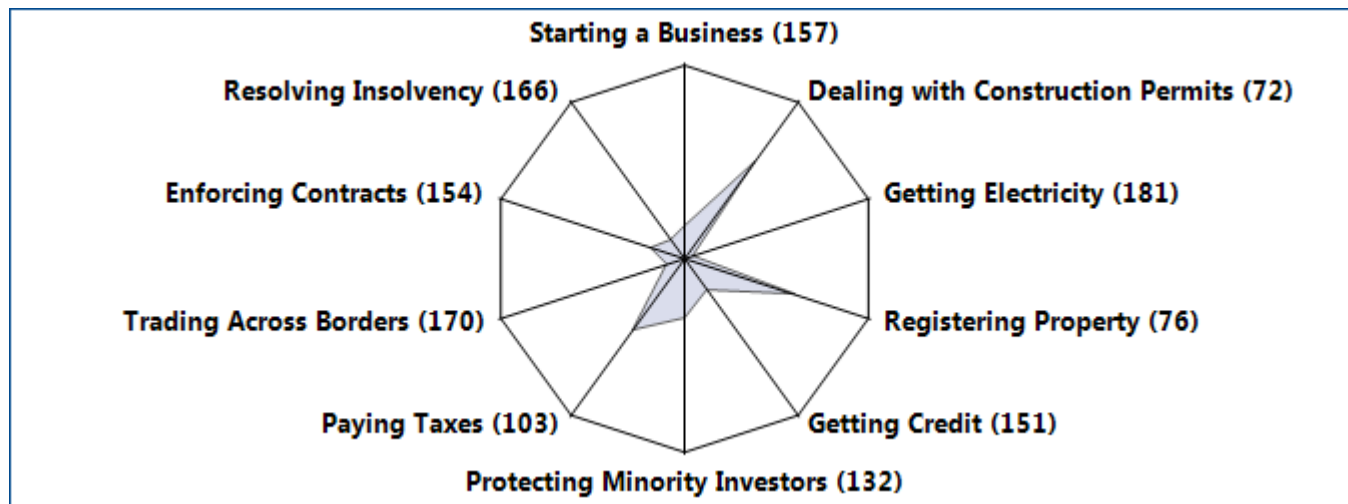 Starting a Business (157)
Resolving Insolvency (166)
Dealing with Construction Permits (72)
Enforcing Contracts (154)
Getting Electricity (181)
Trading Across Borders (170)
Registering Property (76)
Paying Taxes (103)
Getting Credit (151)
Protecting Minority Investors (132)